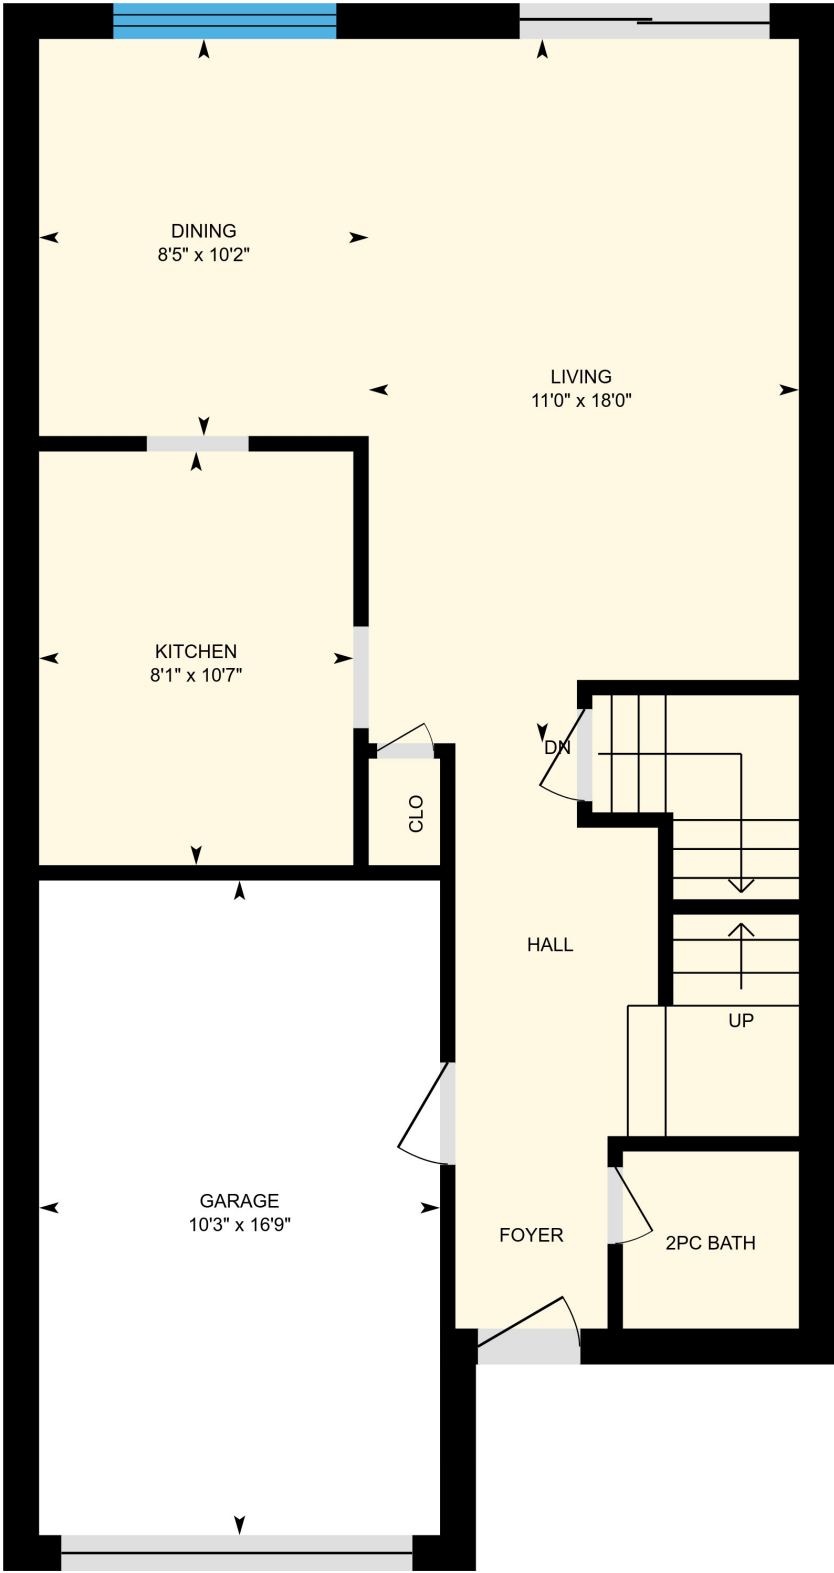 DINING
8'5" x 10'2"
LIVING
11'0" x 18'0"
KITCHEN
8'1" x 10'7"
DN
CLO
HALL
UP
GARAGE
10'3" x 16'9"
FOYER
2PC BATH